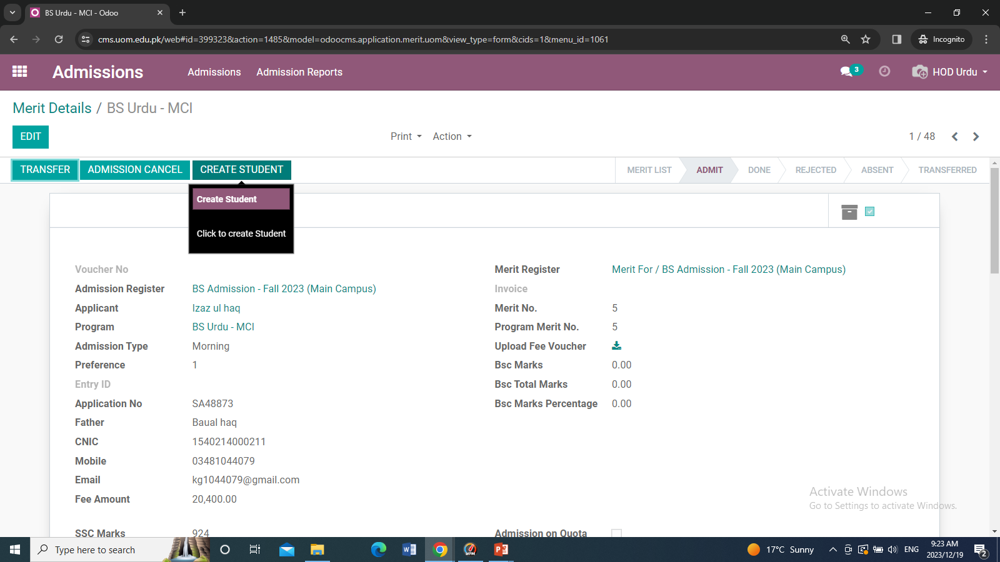 BS Urdu - MCI - Odoo
cms.uom.edu.pk/web#id=399323&action=1485&model=odoocms.application.merit.uom&view_type=form&cids=1&menu_id=1061
Incognito
Admissions
Admissions
Admission Reports
3
HOD Urdu
Merit Details / BS Urdu - MCI
EDIT
Print
Action
1 / 48
TRANSFER
ADMISSION CANCEL
CREATE STUDENT
MERIT LIST
ADMIT
DONE
REJECTED
ABSENT
TRANSFERRED
Create Student
Click to create Student
Voucher No
Admission Register BS Admission - Fall 2023 (Main Campus)
Applicant Izaz ul haq
Program BS Urdu - MCI
Admission Type Morning
Preference 1
Entry ID
Application No SA48873
Father Baual haq
CNIC 1540214000211
Mobile 03481044079
Email kg1044079@gmail.com
Fee Amount 20,400.00
SSC Marks 924
Merit Register Merit For / BS Admission - Fall 2023 (Main Campus)
Invoice
Merit No. 5
Program Merit No. 5
Upload Fee Voucher
Bsc Marks 0.00
Bsc Total Marks 0.00
Bsc Marks Percentage 0.00
Admission on Quota
Activate Windows
Go to Settings to activate Windows.
Type here to search
17°C Sunny
ENG
9:23 AM
2023/12/19
2